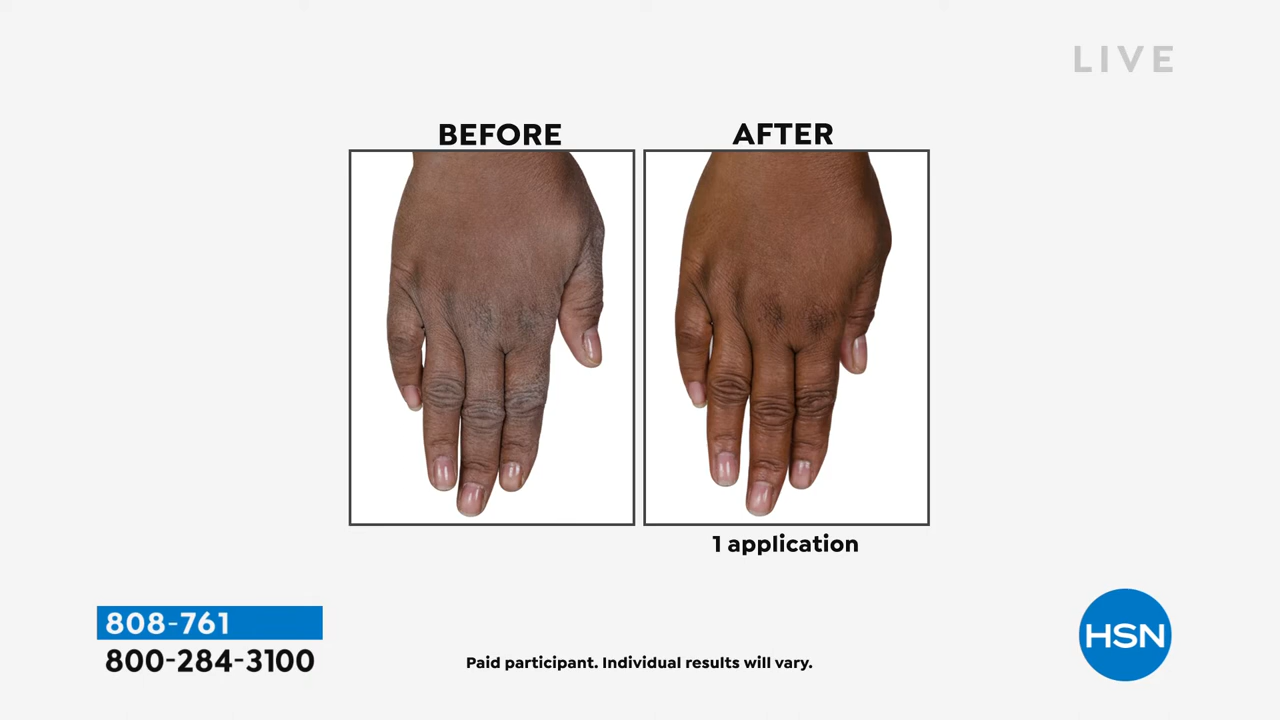 LIVE
BEFORE
AFTER
1 application
808-761
800-284-3100
Paid participant. Individual results will vary.
HSN